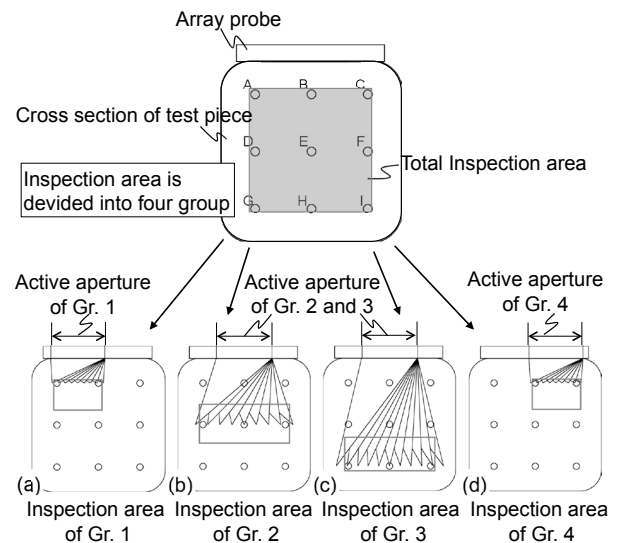 Array probe
A B C
Cross section of test piece
D E F
Total Inspection area
Inspection area is
devided into four group
G H I
Active aperture
of Gr. 1
Active aperture
of Gr. 2 and 3
Active aperture
of Gr. 4
(a)
(b)
(c)
(d)
Inspection area
of Gr. 1
Inspection area
of Gr. 2
Inspection area
of Gr. 3
Inspection area
of Gr. 4